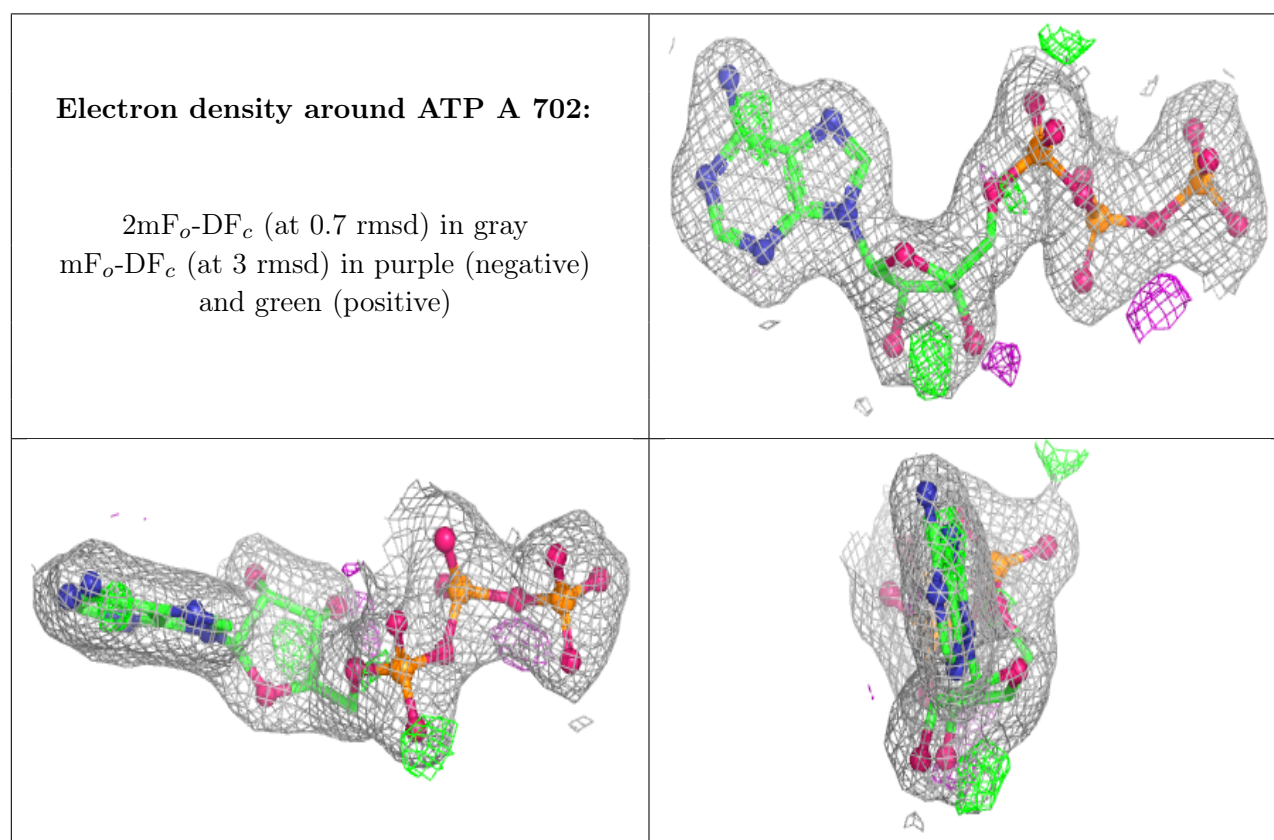 Electron density around ATP A 702:
2mFₒ-DF𝒸 (at 0.7 rmsd) in gray
mFₒ-DF𝒸 (at 3 rmsd) in purple (negative)
and green (positive)